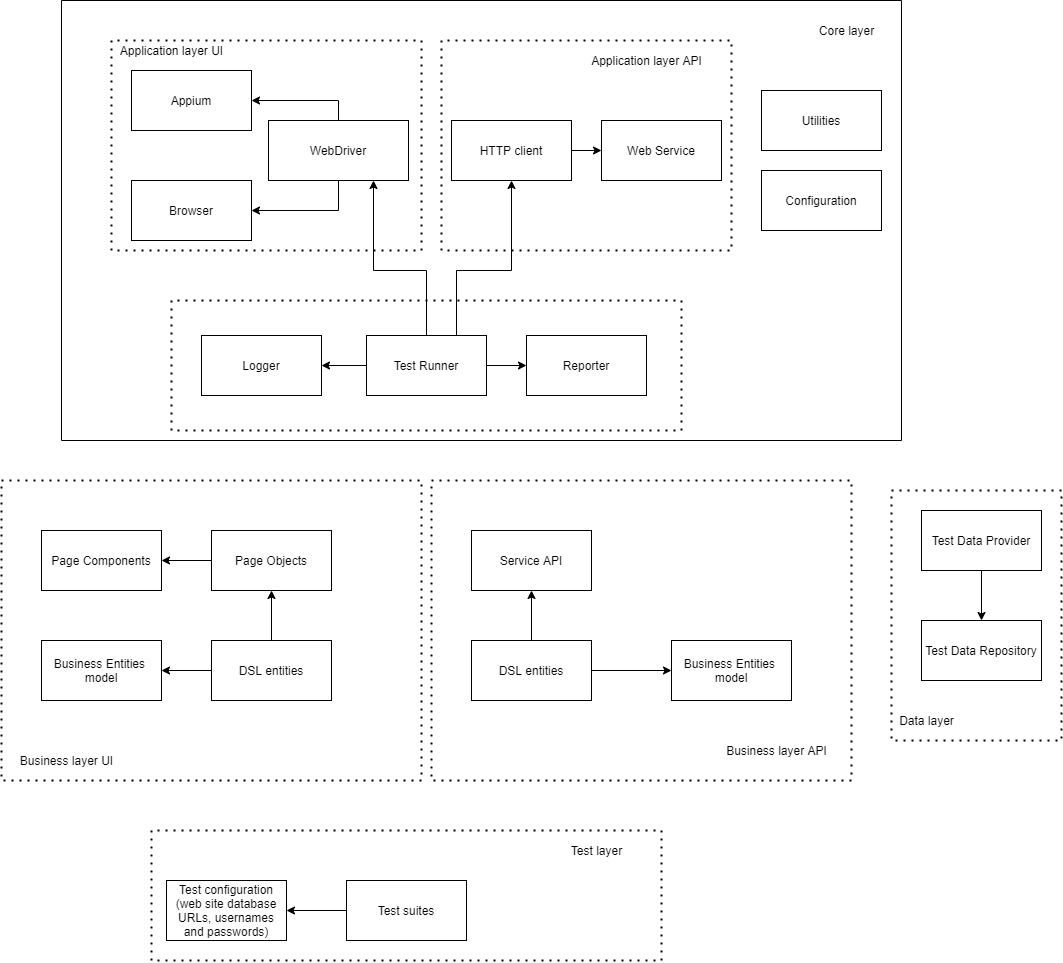 Core layer
Application layer UI
Application layer API
Appium
Utilities
WebDriver
HTTP client
Web Service
Browser
Configuration
Logger
Test Runner
Reporter
Page Components
Page Objects
Business Entities
model
DSL entities
Business layer UI
Service API
DSL entities
Business Entities
model
Business layer API
Test Data Provider
Test Data Repository
Data layer
Test layer
Test configuration
(web site database
URLs, usernames
and passwords)
Test suites